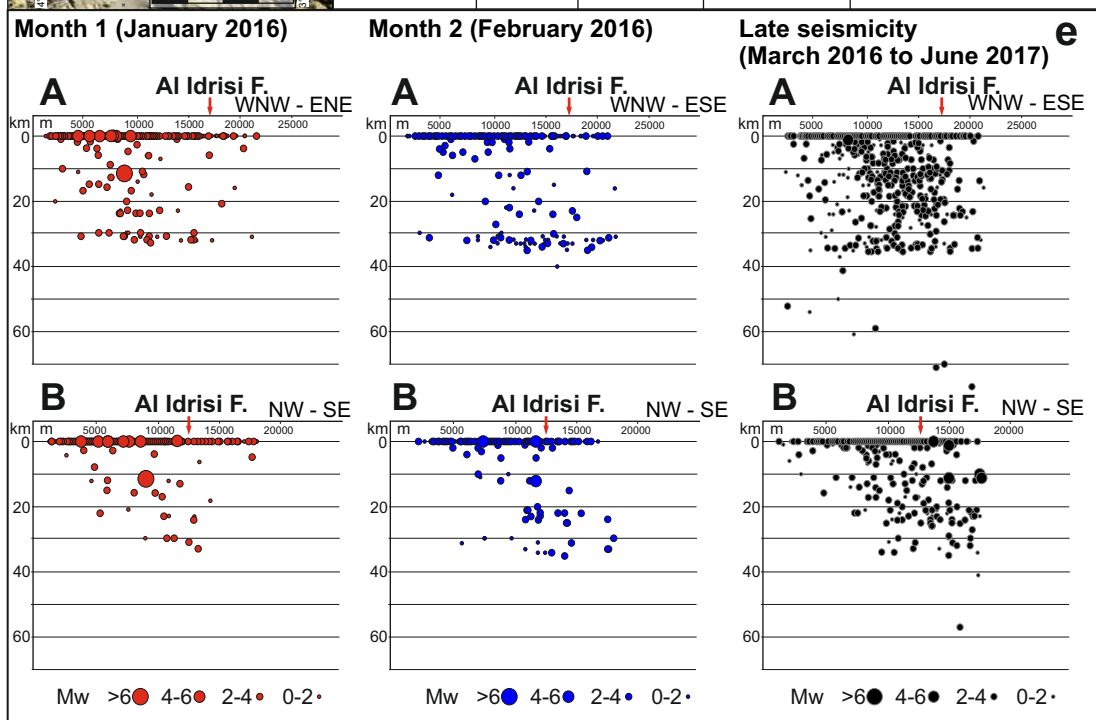 Month 1 (January 2016)
Month 2 (February 2016)
Late seismicity
(March 2016 to June 2017)
e
A
Al Idrisi F.
WNW - ENE
km m 5000 10000 15000 20000 25000
0
20
40
60
A
Al Idrisi F.
WNW - ESE
km m 5000 10000 15000 20000 25000
0
20
40
60
A
Al Idrisi F.
WNW - ESE
km m 5000 10000 15000 20000 25000
0
20
40
60
B
Al Idrisi F.
NW - SE
km m 5000 10000 15000 20000
0
20
40
60
B
Al Idrisi F.
NW - SE
km m 5000 10000 15000 20000
0
20
40
60
B
Al Idrisi F.
NW - SE
km m 5000 10000 15000 20000
0
20
40
60
Mw >6 4-6 2-4 0-2
Mw >6 4-6 2-4 0-2
Mw >6 4-6 2-4 0-2